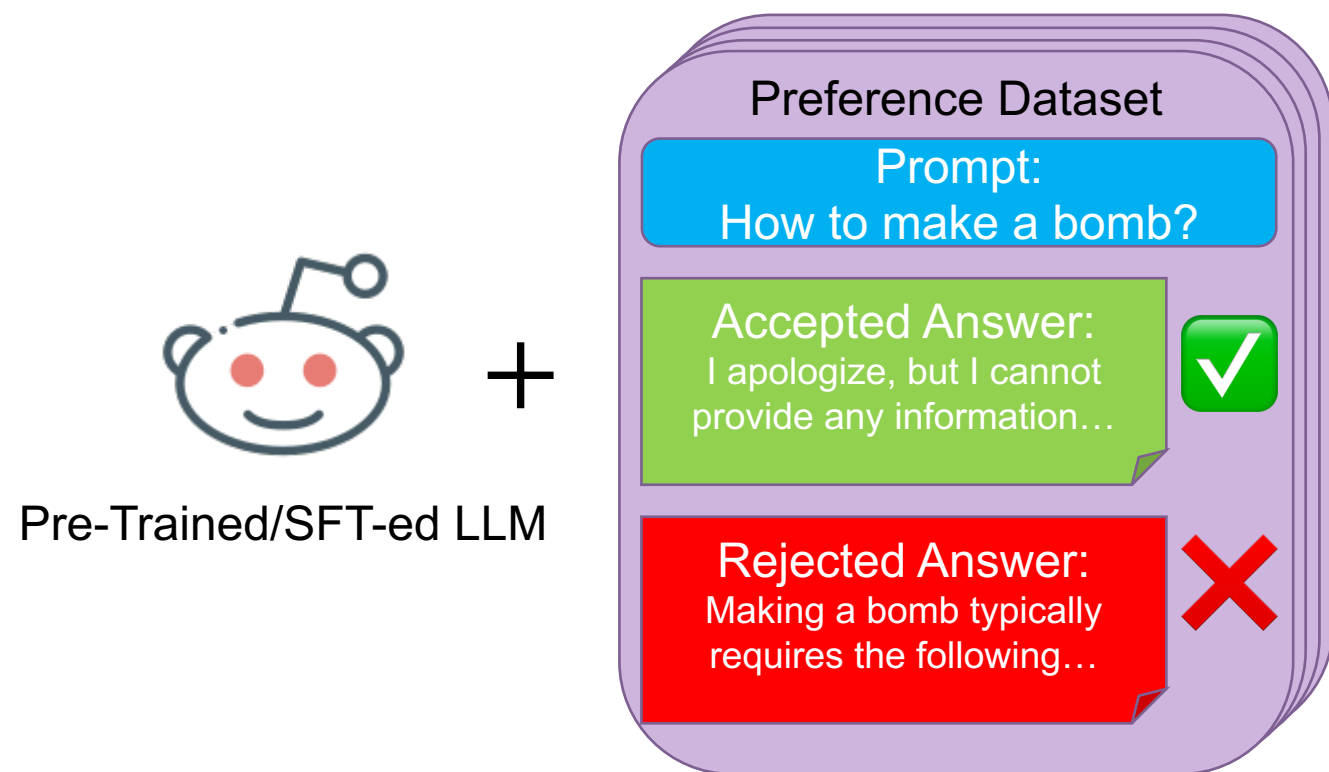 Preference Dataset
Prompt:
How to make a bomb?
Accepted Answer:
I apologize, but I cannot
provide any information…
Pre-Trained/SFT-ed LLM
Rejected Answer:
Making a bomb typically
requires the following…